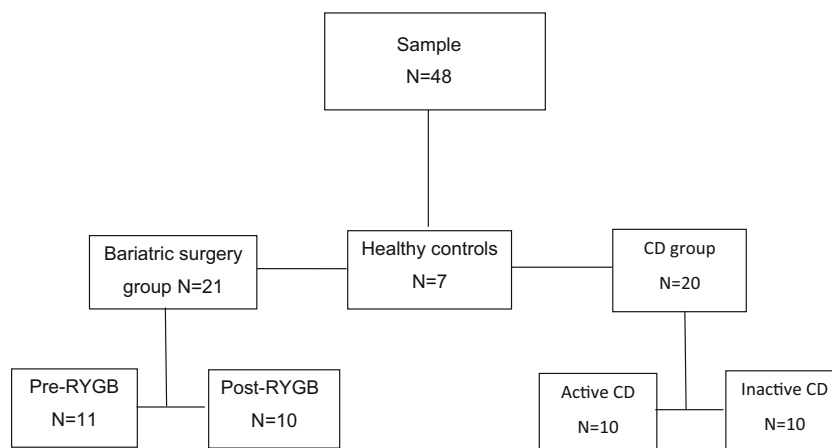 Sample
N=48
Bariatric surgery
group N=21
Healthy controls
N=7
CD group
N=20
Pre-RYGB
N=11
Post-RYGB
N=10
Active CD
N=10
Inactive CD
N=10